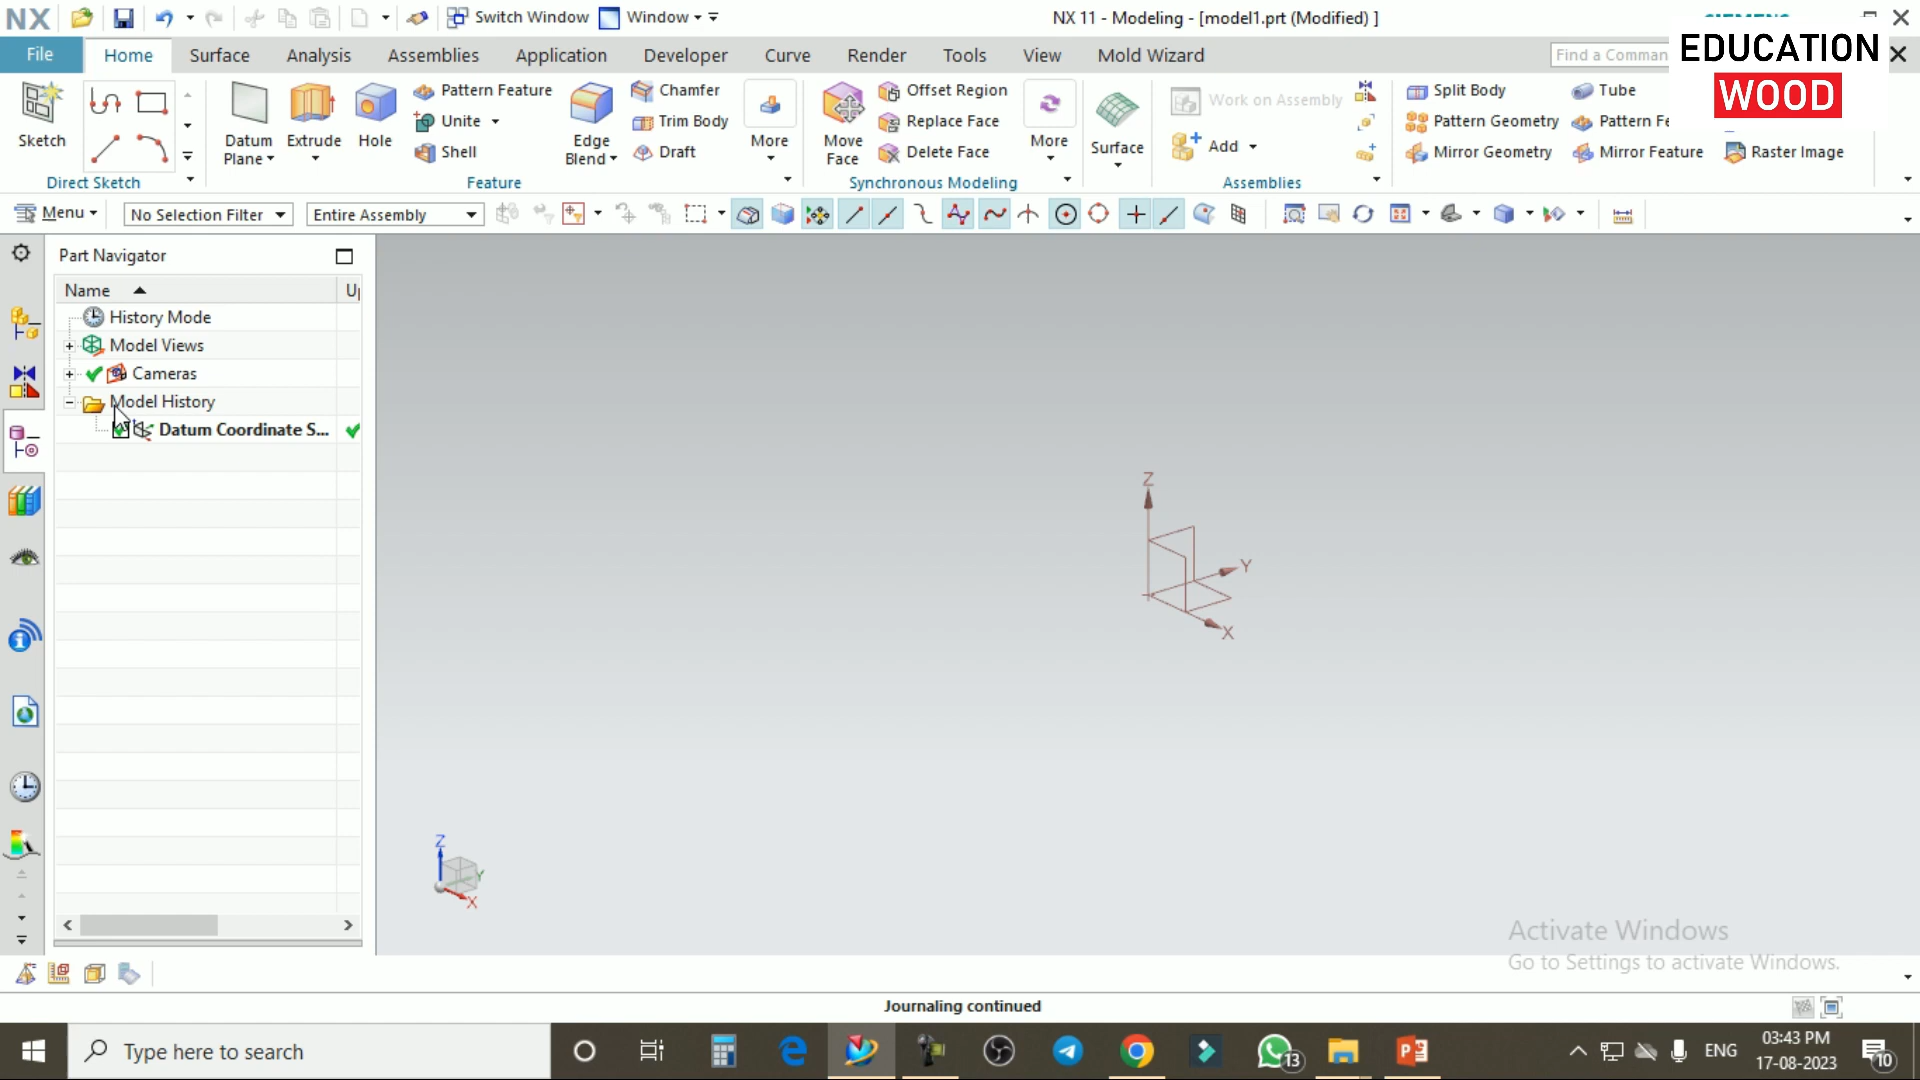 NX Switch Window Window NX 11 - Modeling - [model1.prt (Modified) ]
File Home Surface Analysis Assemblies Application Developer Curve Render Tools View Mold Wizard Find a Comman
EDUCATION
WOOD
Sketch
Direct Sketch
Datum
Plane
Extrude
Hole
Pattern Feature
Unite
Shell
Edge
Blend
Chamfer
Trim Body
Draft
More
Feature
Move
Face
Offset Region
Replace Face
Delete Face
More
Synchronous Modeling
Surface
Work on Assembly
Add
Assemblies
Split Body
Pattern Geometry
Mirror Geometry
Tube
Pattern Fe
Mirror Feature
Raster Image
Menu No Selection Filter Entire Assembly
Part Navigator
Name
History Mode
Model Views
Cameras
Model History
Datum Coordinate S...
Z
Y
X
Z
Y
X
Activate Windows
Go to Settings to activate Windows.
Journaling continued
Type here to search
13
ENG
03:43 PM
17-08-2023
10